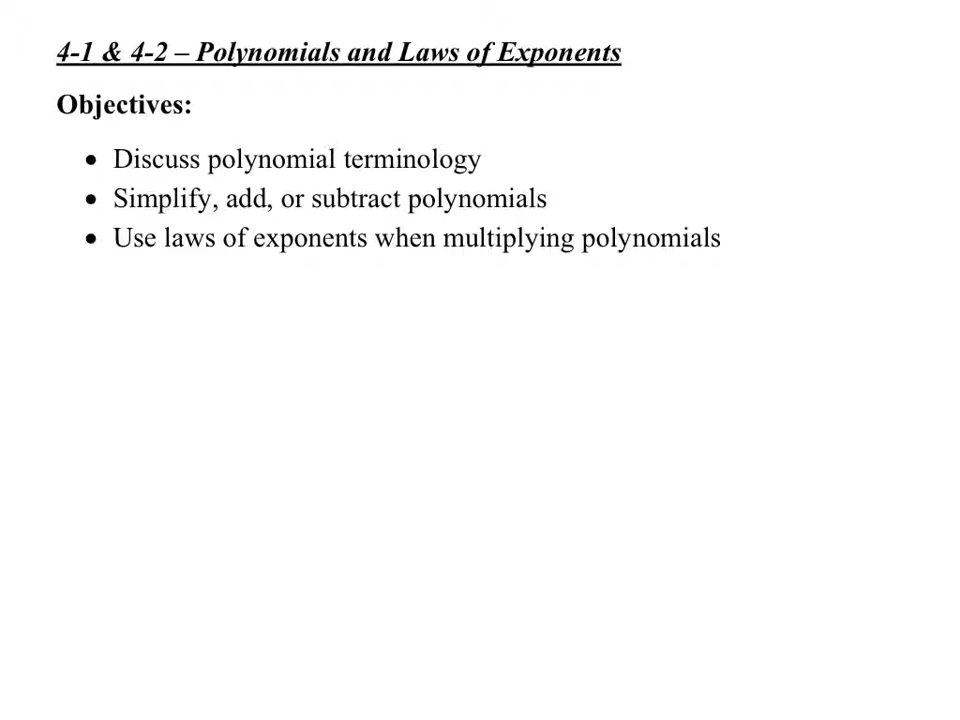 4-1 & 4-2 – Polynomials and Laws of Exponents
Objectives:
• Discuss polynomial terminology
• Simplify, add, or subtract polynomials
• Use laws of exponents when multiplying polynomials